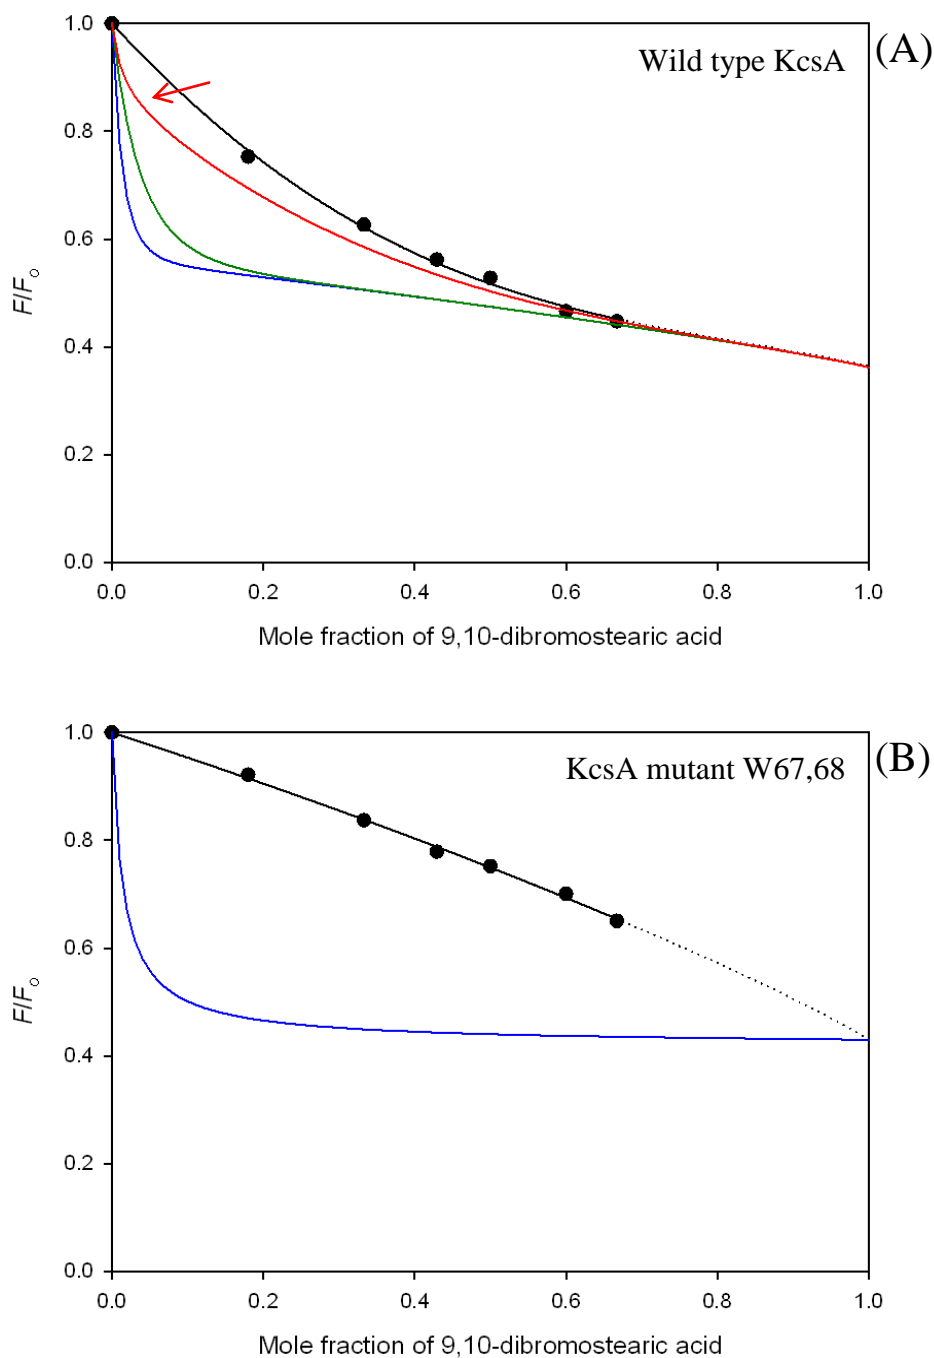 1.0
Wild type KcsA
(A)
0.8
0.6
F/Fo
0.4
0.2
0.0
0.0 0.2 0.4 0.6 0.8 1.0
Mole fraction of 9,10-dibromostearic acid
1.0
KcsA mutant W67,68
(B)
0.8
0.6
F/Fo
0.4
0.2
0.0
0.0 0.2 0.4 0.6 0.8 1.0
Mole fraction of 9,10-dibromostearic acid